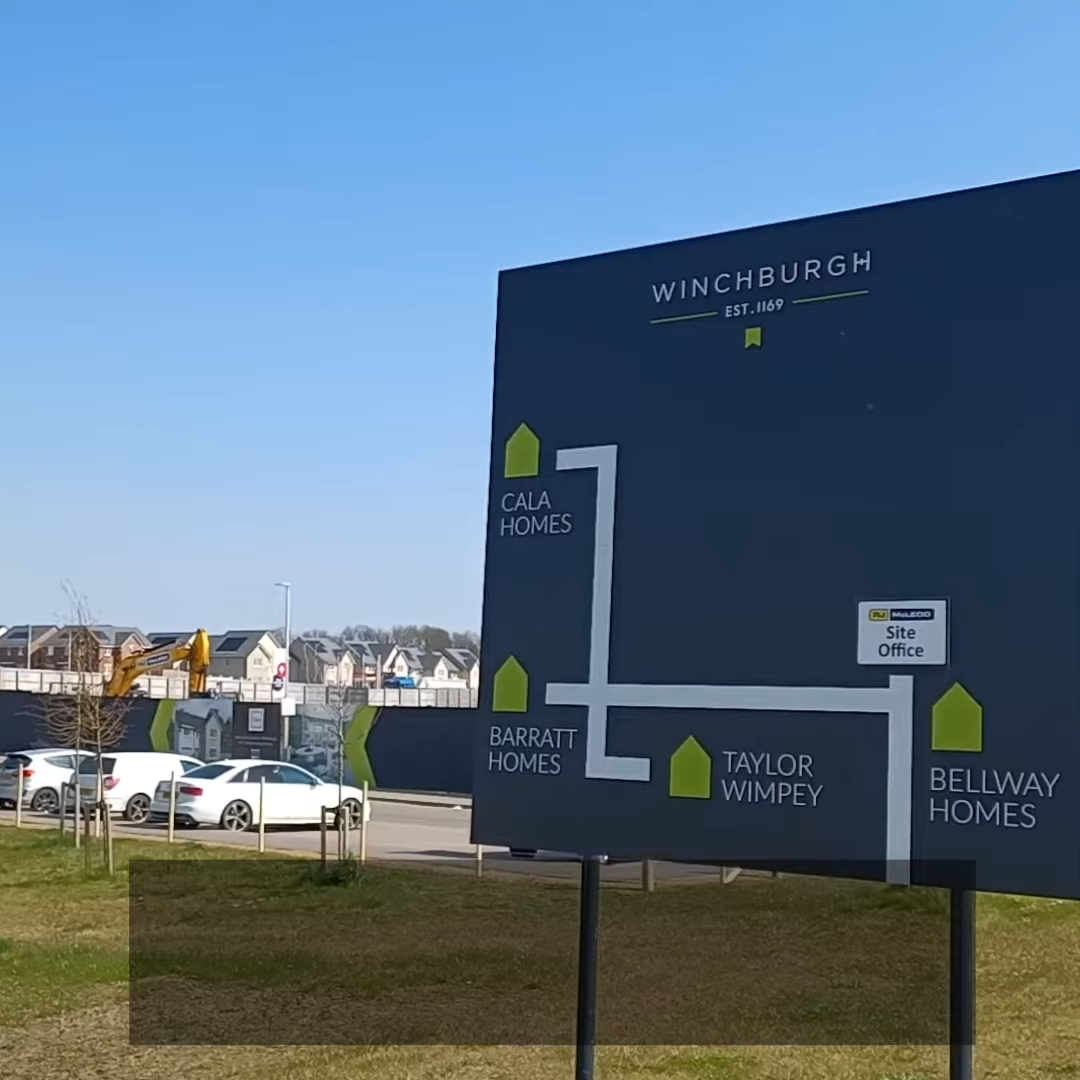 WINCHBURGH
EST. 1169
CALA
HOMES
RJ McLEOD
Site
Office
BARRATT
HOMES
TAYLOR
WIMPEY
BELLWAY
HOMES